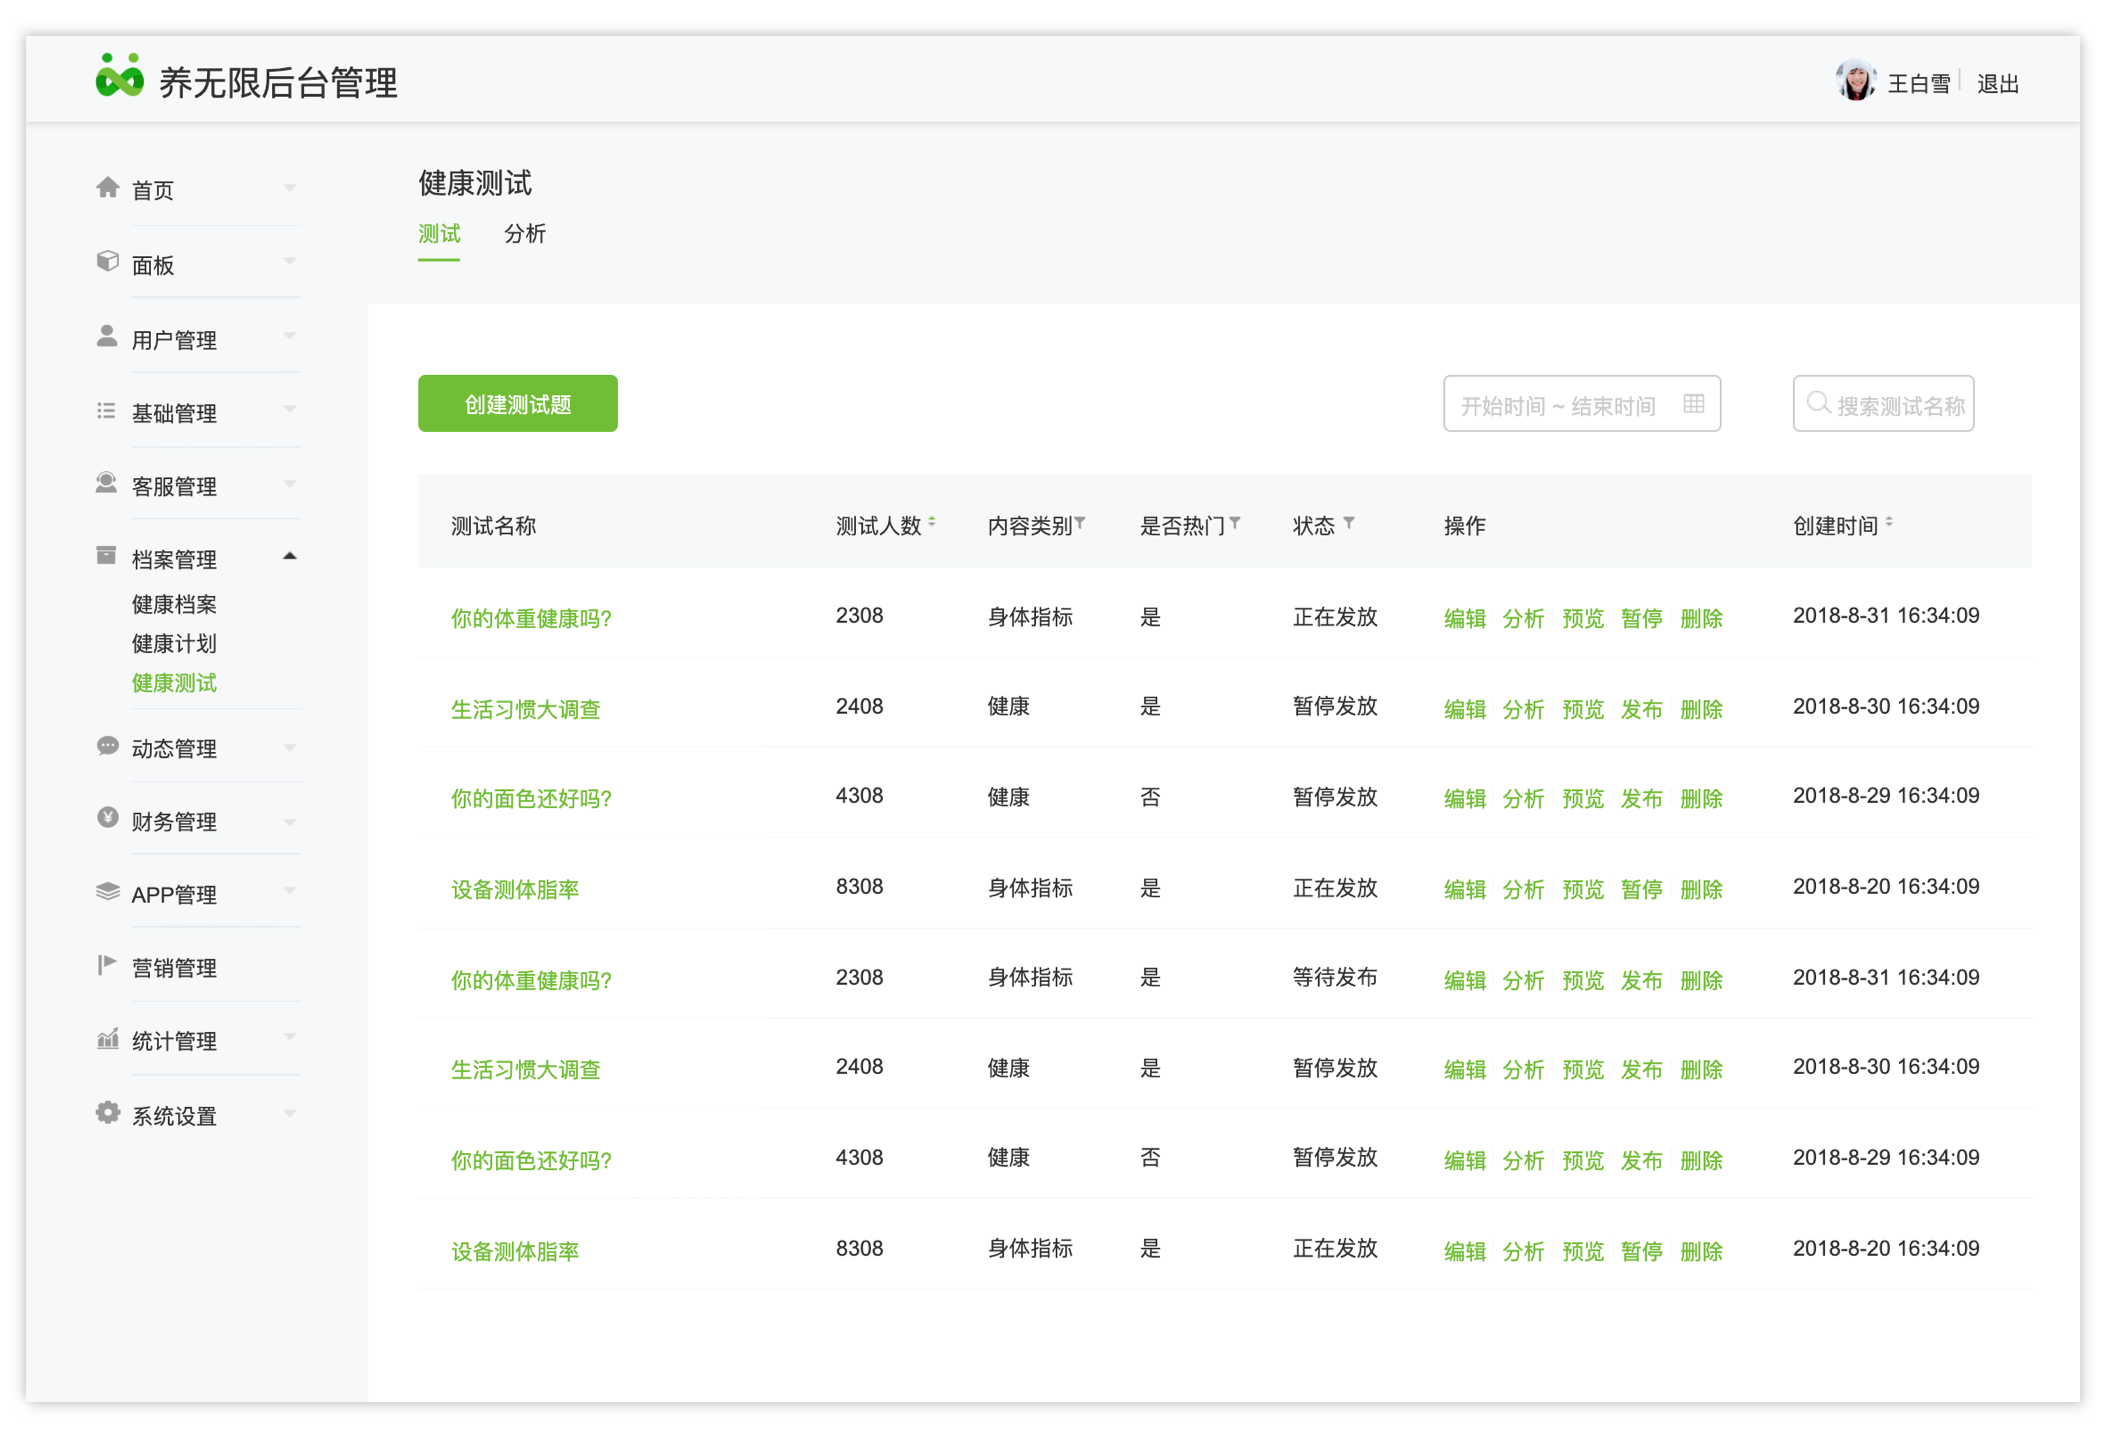 养无限后台管理
王白雪 退出
首页
面板
用户管理
基础管理
客服管理
档案管理
健康档案
健康计划
健康测试
动态管理
财务管理
APP管理
营销管理
统计管理
系统设置
健康测试
测试 分析
创建测试题 开始时间 ~ 结束时间 搜索测试名称
测试名称 测试人数 内容类别 是否热门 状态 操作 创建时间
你的体重健康吗? 2308 身体指标 是 正在发放 编辑 分析 预览 暂停 删除 2018-8-31 16:34:09
生活习惯大调查 2408 健康 是 暂停发放 编辑 分析 预览 发布 删除 2018-8-30 16:34:09
你的面色还好吗? 4308 健康 否 暂停发放 编辑 分析 预览 发布 删除 2018-8-29 16:34:09
设备测体脂率 8308 身体指标 是 正在发放 编辑 分析 预览 暂停 删除 2018-8-20 16:34:09
你的体重健康吗? 2308 身体指标 是 等待发布 编辑 分析 预览 发布 删除 2018-8-31 16:34:09
生活习惯大调查 2408 健康 是 暂停发放 编辑 分析 预览 发布 删除 2018-8-30 16:34:09
你的面色还好吗? 4308 健康 否 暂停发放 编辑 分析 预览 发布 删除 2018-8-29 16:34:09
设备测体脂率 8308 身体指标 是 正在发放 编辑 分析 预览 暂停 删除 2018-8-20 16:34:09